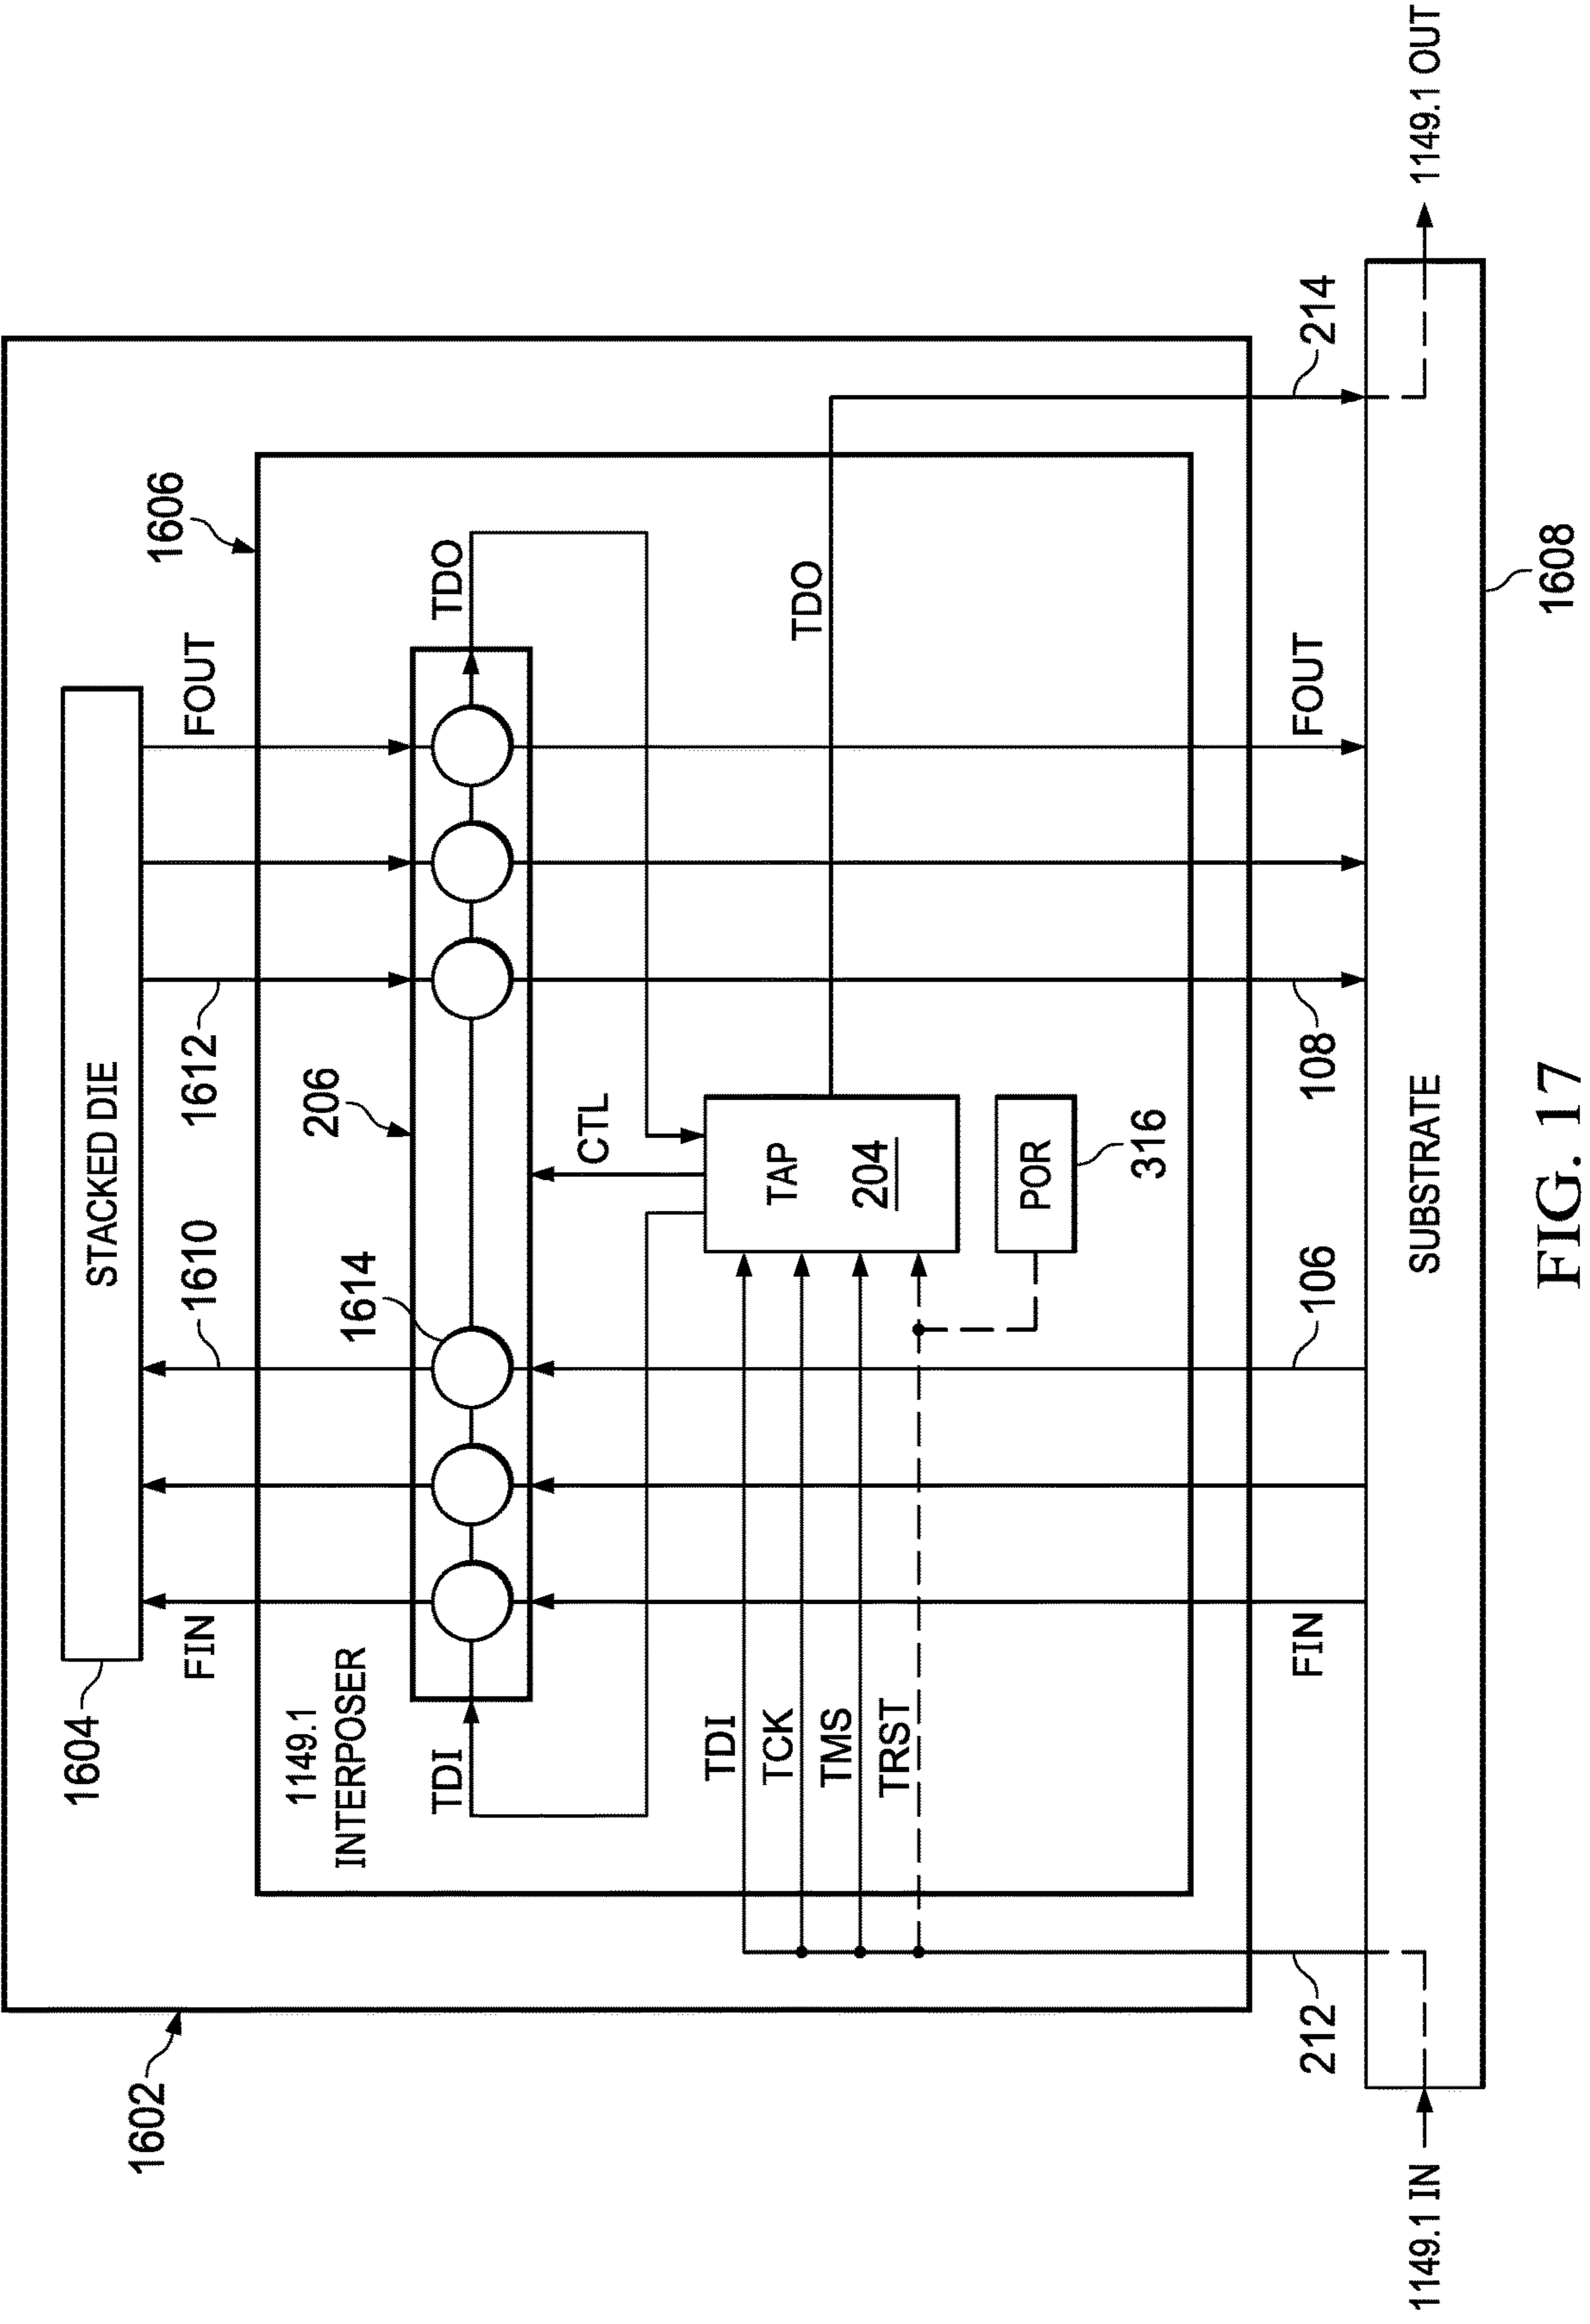 1602
1604
STACKED DIE
FIN
1610
1612
FOUT
1606
1149.1
INTERPOSER
TDI
1614
206
TDO
CTL
TDI
TCK
TMS
TRST
TAP
204
POR
316
TDO
FIN
106
108
FOUT
212
214
SUBSTRATE
1608
1149.1 IN
1149.1 OUT
FIG. 17